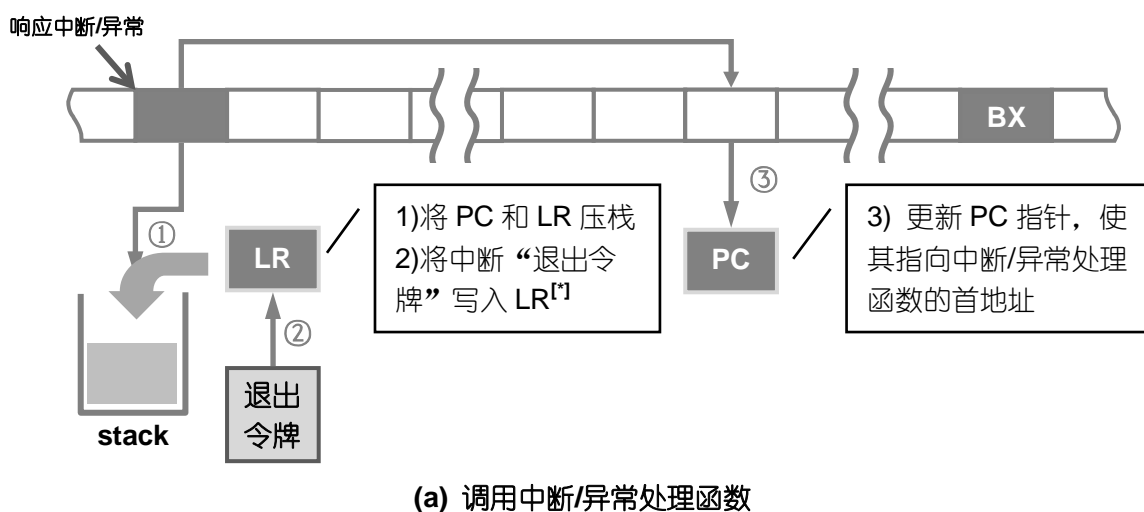 响应中断/异常
BX
①
③
LR
1)将 PC 和 LR 压栈
2)将中断“退出令
牌”写入 LR[*]
PC
3) 更新 PC 指针，使
其指向中断/异常处理
函数的首地址
②
退出
令牌
stack
(a) 调用中断/异常处理函数